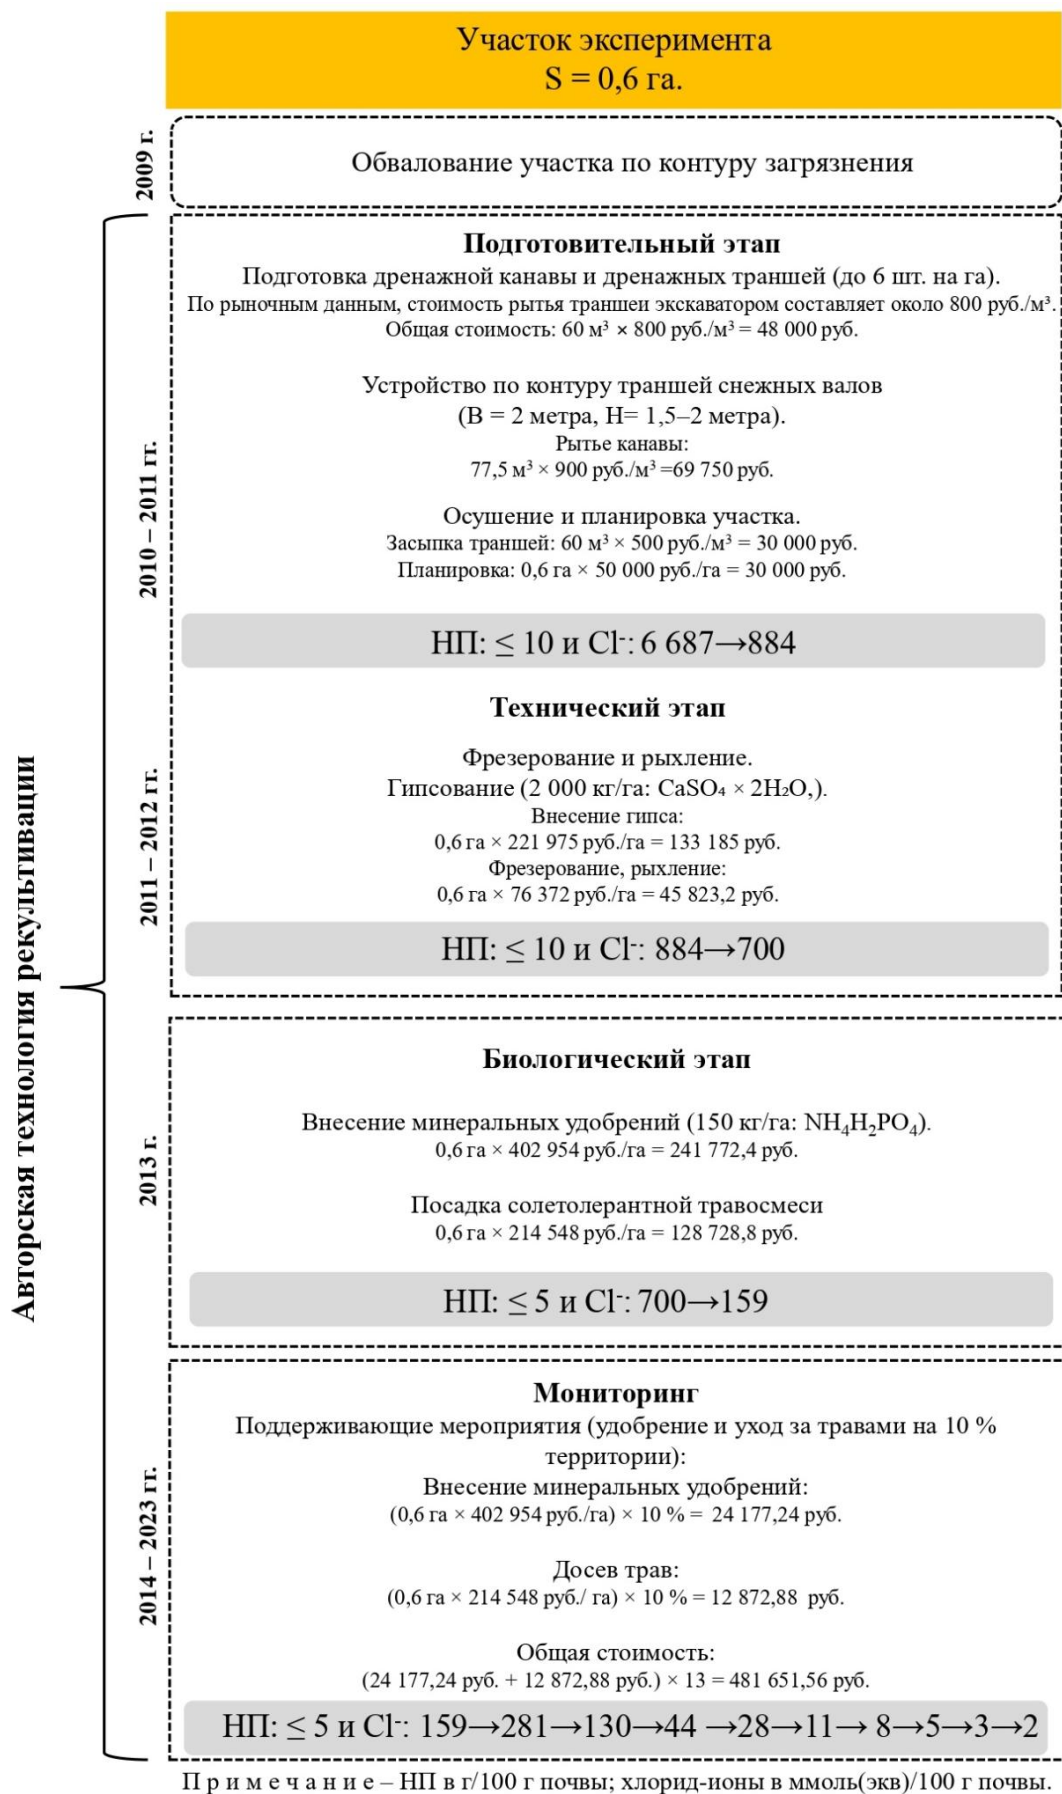 Участок эксперимента
S = 0,6 га.
2009 г.
Обвалование участка по контуру загрязнения
Авторская технология рекультивации
2010 – 2011 гг.
Подготовительный этап
Подготовка дренажной канавы и дренажных траншей (до 6 шт. на га).
По рыночным данным, стоимость рытья траншеи экскаватором составляет около 800 руб./м³.
Общая стоимость: 60 м³ × 800 руб./м³ = 48 000 руб.
Устройство по контуру траншей снежных валов
(B = 2 метра, H= 1,5–2 метра).
Рытье канавы:
77,5 м³ × 900 руб./м³ =69 750 руб.
Осушение и планировка участка.
Засыпка траншей: 60 м³ × 500 руб./м³ = 30 000 руб.
Планировка: 0,6 га × 50 000 руб./га = 30 000 руб.
НП: ≤ 10 и Cl⁻: 6 687→884
2011 – 2012 гг.
Технический этап
Фрезерование и рыхление.
Гипсование (2 000 кг/га: CaSO₄ × 2H₂O,).
Внесение гипса:
0,6 га × 221 975 руб./га = 133 185 руб.
Фрезерование, рыхление:
0,6 га × 76 372 руб./га = 45 823,2 руб.
НП: ≤ 10 и Cl⁻: 884→700
2013 г.
Биологический этап
Внесение минеральных удобрений (150 кг/га: NH₄H₂PO₄).
0,6 га × 402 954 руб./га = 241 772,4 руб.
Посадка солетолерантной травосмеси
0,6 га × 214 548 руб./га = 128 728,8 руб.
НП: ≤ 5 и Cl⁻: 700→159
2014 – 2023 гг.
Мониторинг
Поддерживающие мероприятия (удобрение и уход за травами на 10 %
территории):
Внесение минеральных удобрений:
(0,6 га × 402 954 руб./га) × 10 % = 24 177,24 руб.
Досев трав:
(0,6 га × 214 548 руб./ га) × 10 % = 12 872,88 руб.
Общая стоимость:
(24 177,24 руб. + 12 872,88 руб.) × 13 = 481 651,56 руб.
НП: ≤ 5 и Cl⁻: 159→281→130→44 →28→11→ 8→5→3→2
П р и м е ч а н и е – НП в г/100 г почвы; хлорид-ионы в ммоль(экв)/100 г почвы.